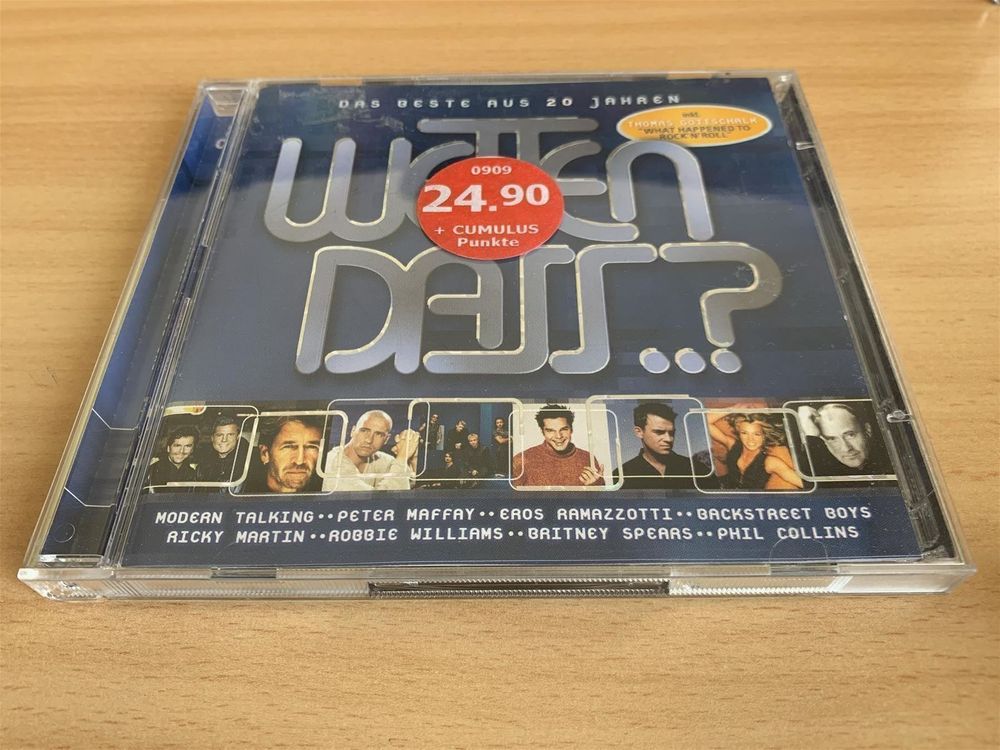 DAS BESTE AUS 20 JAHREN
inkl.
THOMAS GOTTSCHALK
"WHAT HAPPENED TO
ROCK'N'ROLL"
WETTEN
DASS..?
0909
24.90
+ CUMULUS
Punkte
MODERN TALKING··PETER MAFFAY··EROS RAMAZZOTTI··BACKSTREET BOYS
RICKY MARTIN··ROBBIE WILLIAMS··BRITNEY SPEARS··PHIL COLLINS